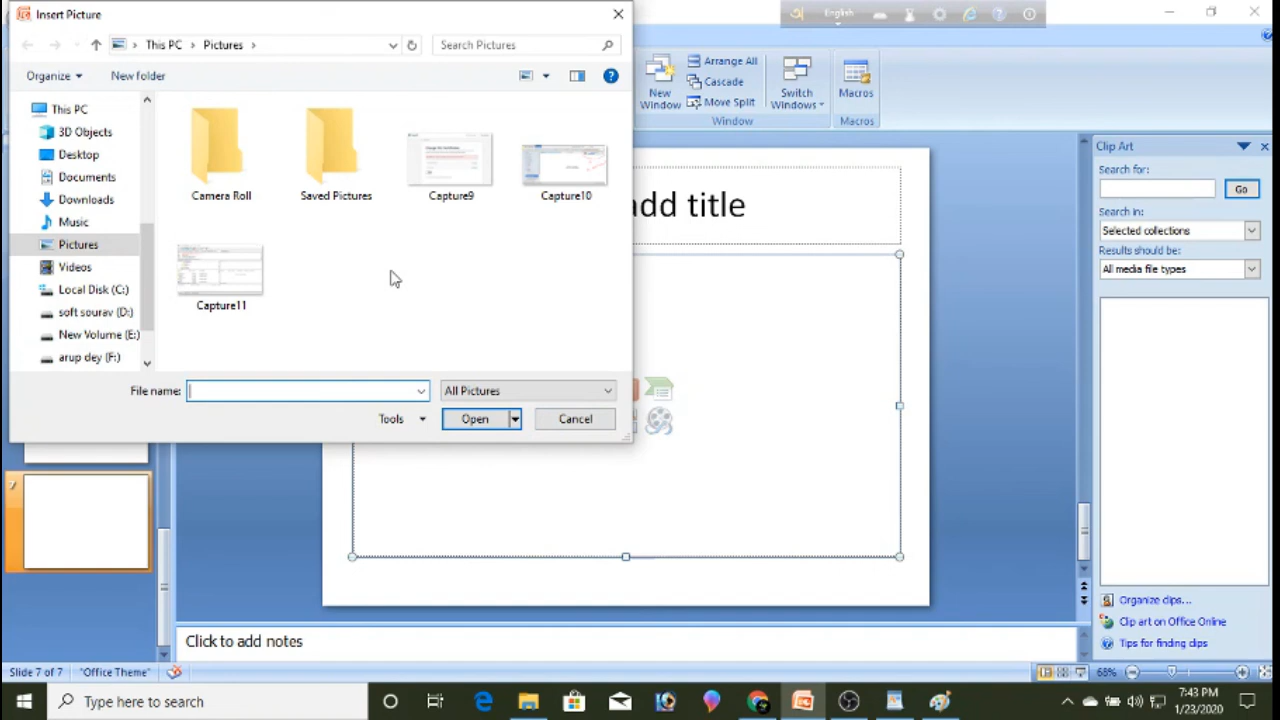 Insert Picture
This PC
Pictures
Search Pictures
Organize
New folder
This PC
3D Objects
Desktop
Documents
Downloads
Music
Pictures
Videos
Local Disk (C:)
soft sourav (D:)
New Volume (E:)
arup dey (F:)
Camera Roll
Saved Pictures
Capture9
Capture10
Capture11
File name:
All Pictures
Tools
Open
Cancel
English
New Window
Arrange All
Cascade
Move Split
Switch Windows
Macros
Window
Macros
add title
Clip Art
Search for:
Go
Search in:
Selected collections
Results should be:
All media file types
Organize clips...
Clip art on Office Online
Tips for finding clips
7
Click to add notes
Slide 7 of 7
"Office Theme"
68%
Type here to search
7:43 PM
1/23/2020